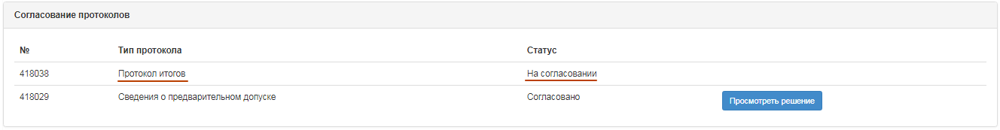 Согласование протоколов
№ Тип протокола Статус
418038 Протокол итогов На согласовании
418029 Сведения о предварительном допуске Согласовано Просмотреть решение